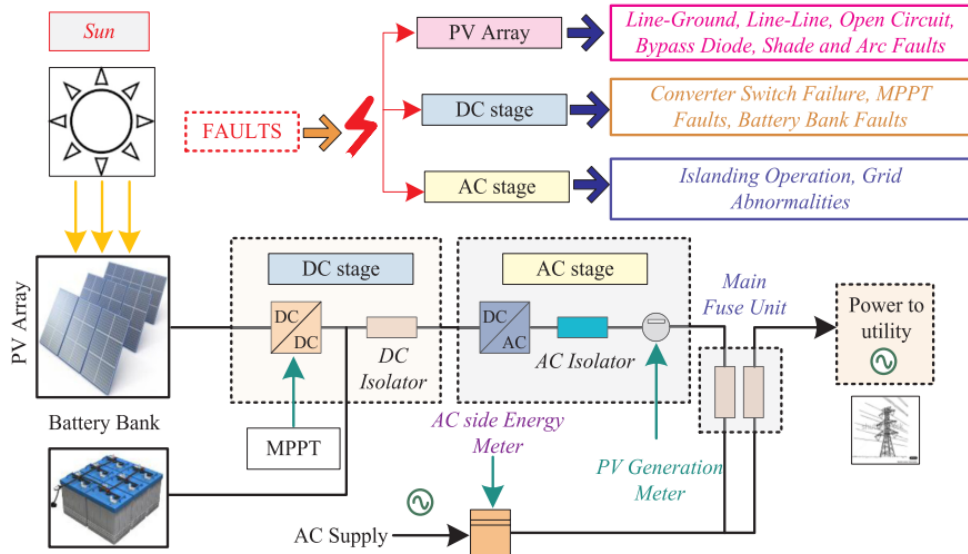 Sun
FAULTS
PV Array
Line-Ground, Line-Line, Open Circuit,
Bypass Diode, Shade and Arc Faults
DC stage
Converter Switch Failure, MPPT
Faults, Battery Bank Faults
AC stage
Islanding Operation, Grid
Abnormalities
PV Array
DC stage
DC
DC
DC
Isolator
MPPT
AC stage
DC
AC
AC Isolator
Main
Fuse Unit
Power to
utility
Battery Bank
AC side Energy
Meter
PV Generation
Meter
AC Supply